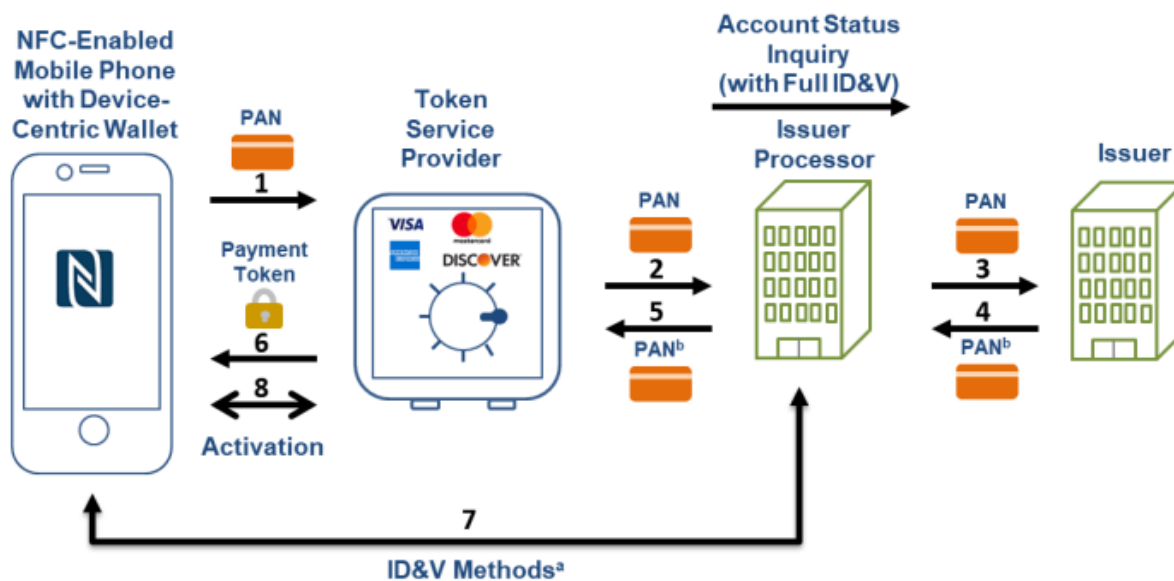 NFC-Enabled
Mobile Phone
with Device-
Centric Wallet
PAN
1
Payment
Token
6
8
Activation
Token
Service
Provider
VISA
mastercard
DISCOVER
Account Status
Inquiry
(with Full ID&V)
Issuer
Processor
PAN
2
5
PANᵇ
Issuer
PAN
3
4
PANᵇ
7
ID&V Methodsᵃ